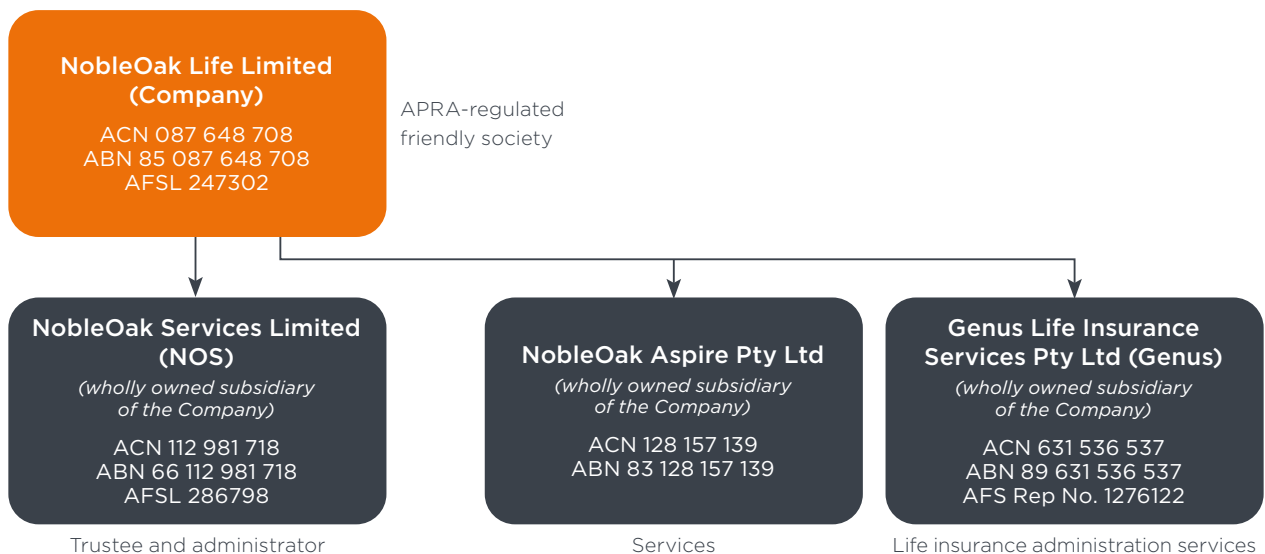 NobleOak Life Limited
(Company)
ACN 087 648 708
ABN 85 087 648 708
AFSL 247302
APRA-regulated
friendly society
NobleOak Services Limited
(NOS)
(wholly owned subsidiary
of the Company)
ACN 112 981 718
ABN 66 112 981 718
AFSL 286798
Trustee and administrator
NobleOak Aspire Pty Ltd
(wholly owned subsidiary
of the Company)
ACN 128 157 139
ABN 83 128 157 139
Services
Genus Life Insurance
Services Pty Ltd (Genus)
(wholly owned subsidiary
of the Company)
ACN 631 536 537
ABN 89 631 536 537
AFS Rep No. 1276122
Life insurance administration services